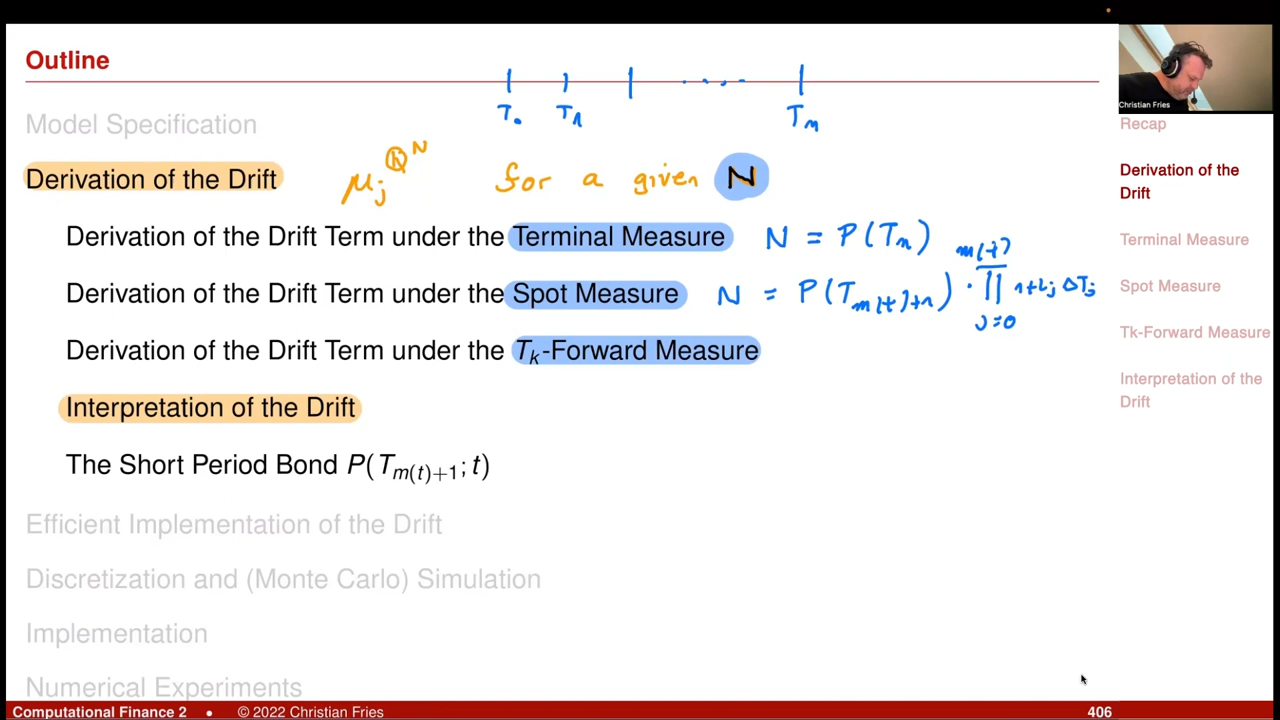 Outline
T₀ T₁ .... Tₙ
Christian Fries
Model Specification
Recap
Derivation of the Drift μⱼ^ℚ^N for a given N
Derivation of the
Drift
Derivation of the Drift Term under the Terminal Measure N = P(Tₙ)
Terminal Measure
Derivation of the Drift Term under the Spot Measure N = P(T_{m(t)+1}) · ∏_{j=0}^{m(t)} 1+Lⱼ ΔTⱼ
Spot Measure
Derivation of the Drift Term under the Tₖ-Forward Measure
Tk-Forward Measure
Interpretation of the Drift
Interpretation of the
Drift
The Short Period Bond P(T_{m(t)+1}; t)
Efficient Implementation of the Drift
Discretization and (Monte Carlo) Simulation
Implementation
Numerical Experiments
Computational Finance 2 • © 2022 Christian Fries 406